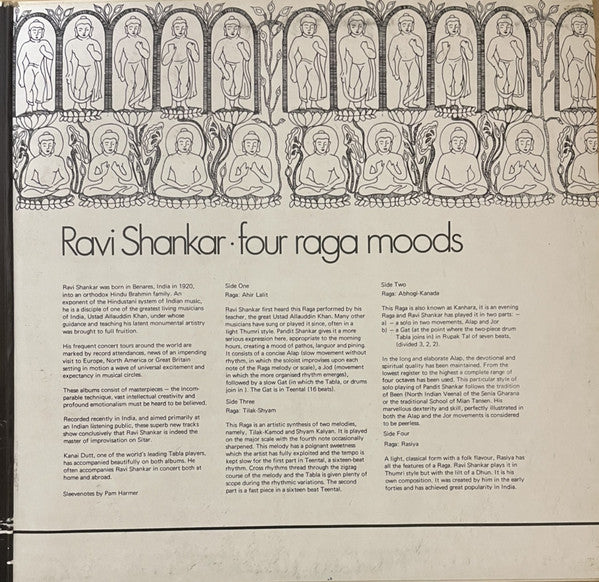 Ravi Shankar · four raga moods
Ravi Shankar was born in Benares, India in 1920,
into an orthodox Hindu Brahmin family. An
exponent of the Hindustani system of Indian music,
he is a disciple of one of the greatest living musicians
of India, Ustad Allauddin Khan, under whose
guidance and teaching his latent monumental artistry
was brought to full fruition.
His frequent concert tours around the world are
marked by record attendances, news of an impending
visit to Europe, North America or Great Britain
setting in motion a wave of universal excitement and
expectancy in musical circles.
These albums consist of masterpieces — the incom-
parable technique, vast intellectual creativity and
profound emotionalism must be heard to be believed.
Recorded recently in India, and aimed primarily at
an Indian listening public, these superb new tracks
show conclusively that Ravi Shankar is indeed the
master of improvisation on Sitar.
Kanai Dutt, one of the world's leading Tabla players,
has accompanied beautifully on both albums. He
often accompanies Ravi Shankar in concert both at
home and abroad.
Sleevenotes by Pam Harmer
Side One
Raga: Ahir Lalit
Ravi Shankar first heard this Raga performed by his
teacher, the great Ustad Allauddin Khan. Many other
musicians have sung or played it since, often in a
light Thumri style. Pandit Shankar gives it a more
serious expression here, appropriate to the morning
hours, creating a mood of pathos, languor and pining.
It consists of a concise Alap (slow movement without
rhythm, in which the soloist improvises upon each
note of the Raga melody or scale), a Jod (movement
in which the more organised rhythm emerges),
followed by a slow Gat (in which the Tabla, or drums
join in ). The Gat is in Teental (16 beats).
Side Three
Raga: Tilak-Shyam
This Raga is an artistic synthesis of two melodies,
namely, Tilak-Kamod and Shyam Kalyan. It is played
on the major scale with the fourth note occasionally
sharpened. This melody has a poignant sweetness
which the artist has fully exploited and the tempo is
kept slow for the first part in Teental, a sixteen-beat
rhythm. Cross rhythms thread through the zigzag
course of the melody and the Tabla is given plenty of
scope during the rhythmic variations. The second
part is a fast piece in a sixteen beat Teental.
Side Two
Raga: Abhogi-Kanada
This Raga is also known as Kanhara, it is an evening
Raga and Ravi Shankar has played it in two parts: —
a) — a solo in two movements, Alap and Jor
b) — a Gat (at the point where the two-piece drum
Tabla joins in) in Rupak Tal of seven beats,
(divided 3, 2, 2).
In the long and elaborate Alap, the devotional and
spiritual quality has been maintained. From the
lowest register to the highest a complete range of
four octaves has been used. This particular style of
solo playing of Pandit Shankar follows the tradition
of Been (North Indian Veena) of the Senia Gharana
or the traditional School of Mian Tansen. His
marvellous dexterity and skill, perfectly illustrated in
both the Alap and the Jor movements is considered
to be peerless.
Side Four
Raga: Rasiya
A light, classical form with a folk flavour, Rasiya has
all the features of a Raga. Ravi Shankar plays it in
Thumri style but with the lilt of a Dhun. It is his
own composition. It was created by him in the early
forties and has achieved great popularity in India.